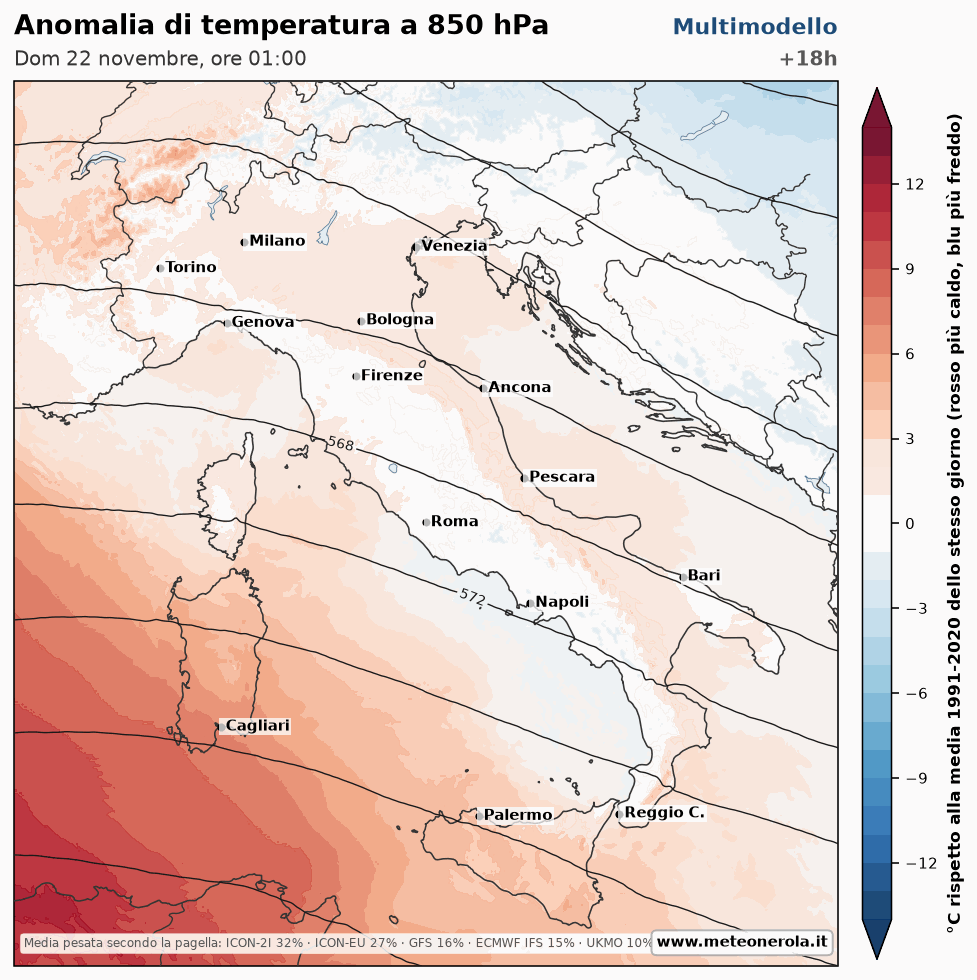 Anomalia di temperatura a 850 hPa
Multimodello
Dom 22 novembre, ore 01:00
+18h
Milano
Venezia
Torino
Genova
Bologna
Firenze
Ancona
568
Pescara
Roma
Bari
572
Napoli
Cagliari
Palermo
Reggio C.
Media pesata secondo la pagella: ICON-2I 32% · ICON-EU 27% · GFS 16% · ECMWF IFS 15% · UKMO 10%
www.meteonerola.it
12
9
6
3
0
−3
−6
−9
−12
°C rispetto alla media 1991-2020 dello stesso giorno (rosso più caldo, blu più freddo)